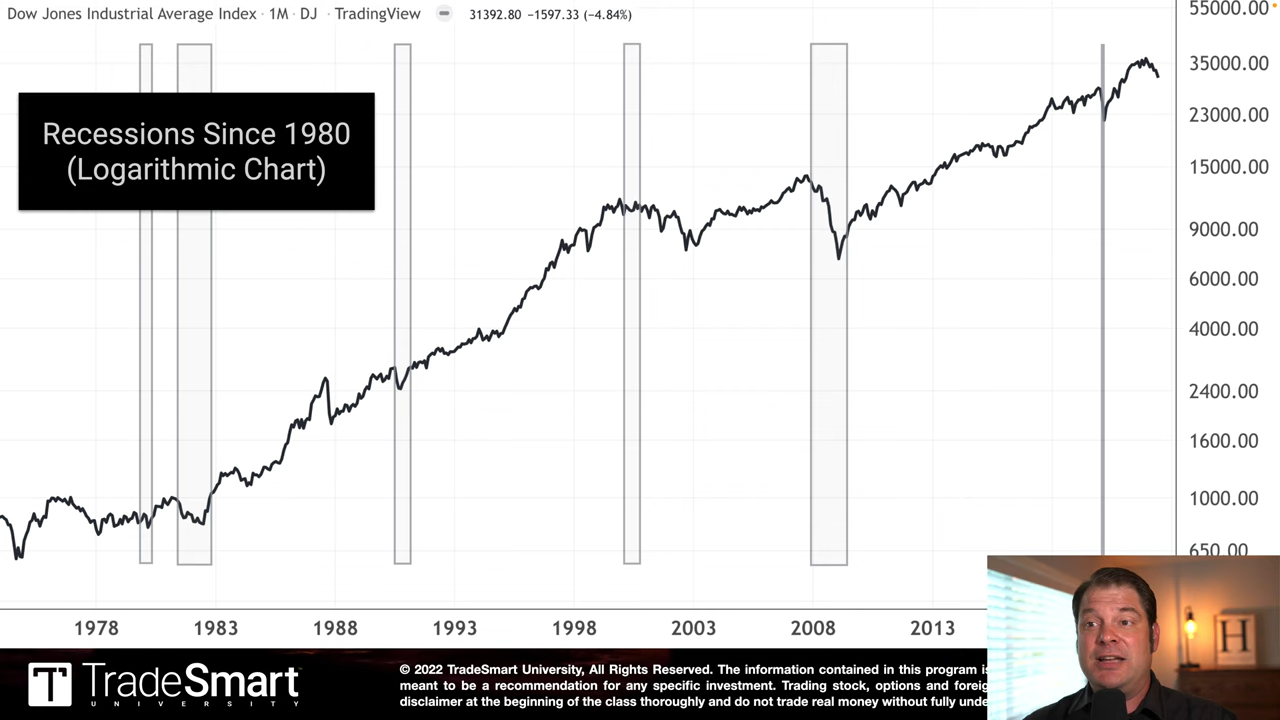 Dow Jones Industrial Average Index · 1M · DJ · TradingView 31392.80 −1597.33 (−4.84%)
55000.00
35000.00
23000.00
15000.00
9000.00
6000.00
4000.00
2400.00
1600.00
1000.00
650.00
Recessions Since 1980
(Logarithmic Chart)
1978 1983 1988 1993 1998 2003 2008 2013
H
T TradeSmart
UNIVERSITY
© 2022 TradeSmart University, All Rights Reserved. The information contained in this program is
meant to be a recommendation for any specific investment. Trading stock, options and foreig
disclaimer at the beginning of the class thoroughly and do not trade real money without fully unde